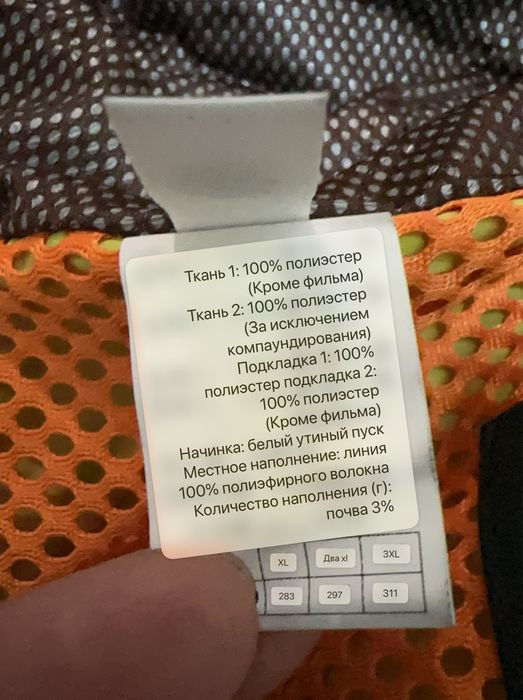 Ткань 1: 100% полиэстер
(Кроме фильма)
Ткань 2: 100% полиэстер
(За исключением
компаундирования)
Подкладка 1: 100%
полиэстер подкладка 2:
100% полиэстер
(Кроме фильма)
Начинка: белый утиный пуск
Местное наполнение: линия
100% полиэфирного волокна
Количество наполнения (г):
почва 3%
XL Два xl 3XL
283 297 311